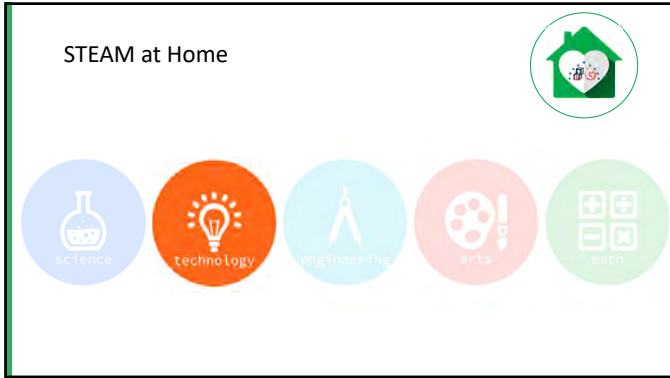 STEAM at Home
science
technology
engineering
arts
math